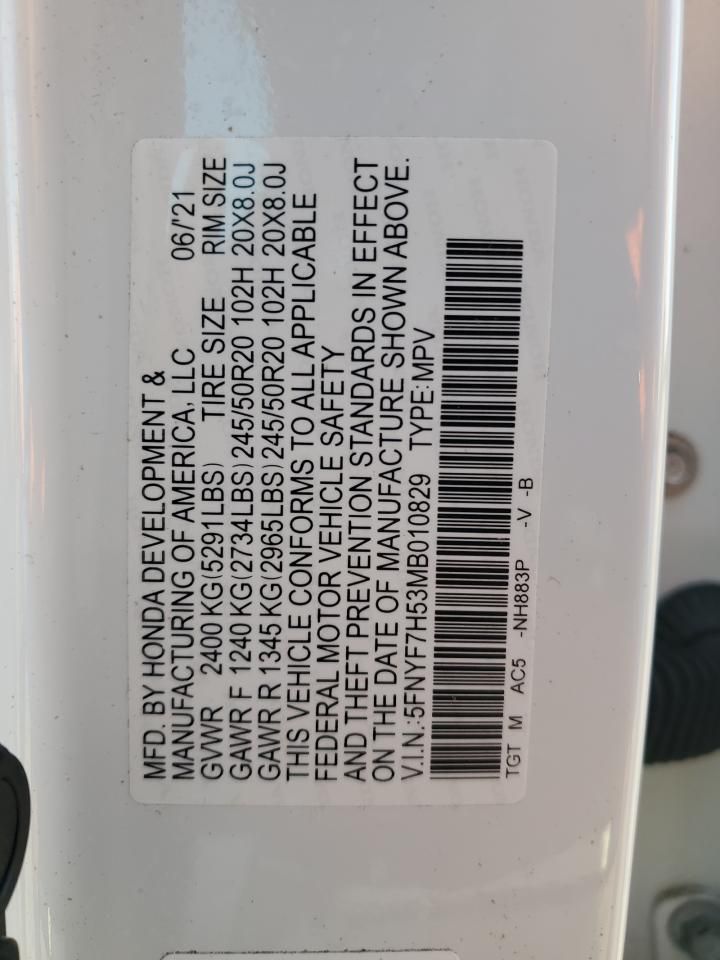 MFD. BY HONDA DEVELOPMENT &
MANUFACTURING OF AMERICA, LLC 06/'21
GVWR 2400 KG(5291LBS) TIRE SIZE RIM SIZE
GAWR F 1240 KG(2734LBS)245/50R20 102H 20X8.0J
GAWR R 1345 KG(2965LBS)245/50R20 102H 20X8.0J
THIS VEHICLE CONFORMS TO ALL APPLICABLE
FEDERAL MOTOR VEHICLE SAFETY
AND THEFT PREVENTION STANDARDS IN EFFECT
ON THE DATE OF MANUFACTURE SHOWN ABOVE.
V.I.N.:5FNYF7H53MB010829 TYPE:MPV
TGT M AC5 -NH883P -V -B